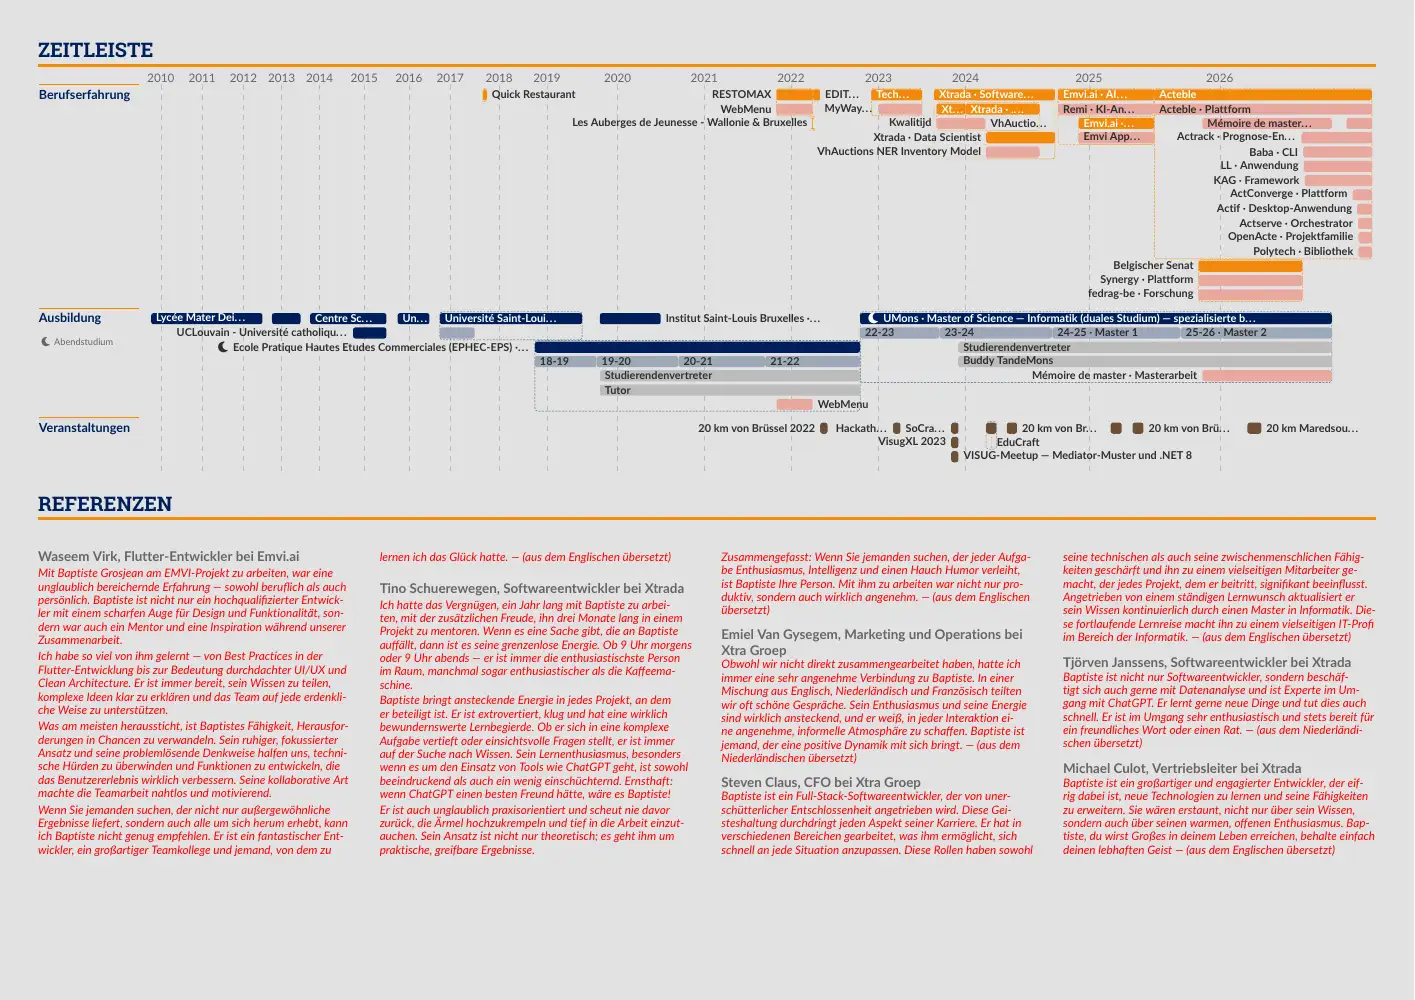 ZEITLEISTE
2010 2011 2012 2013 2014 2015 2016 2017 2018 2019 2020 2021 2022 2023 2024 2025 2026
Berufserfahrung
Quick Restaurant
RESTOMAX
EDIT…
Tech…
Xtrada · Software…
Emvi.ai · AI…
Acteble
WebMenu
MyWay…
Xt…
Xtrada · …
Remi · KI-An…
Acteble · Plattform
Les Auberges de Jeunesse - Wallonie & Bruxelles
Kwalitijd
VhAuctio…
Emvi.ai ·…
Mémoire de master…
Xtrada · Data Scientist
Emvi App…
Actrack · Prognose-En…
VhAuctions NER Inventory Model
Baba · CLI
LL · Anwendung
KAG · Framework
ActConverge · Plattform
Actif · Desktop-Anwendung
Actserve · Orchestrator
OpenActe · Projektfamilie
Polytech · Bibliothek
Belgischer Senat
Synergy · Plattform
fedrag-be · Forschung
Ausbildung
Lycée Mater Dei…
Centre Sc…
Un…
Université Saint-Loui…
Institut Saint-Louis Bruxelles ·…
UMons · Master of Science — Informatik (duales Studium) — spezialisierte b…
UCLouvain - Université catholiqu…
22-23
23-24
24-25 · Master 1
25-26 · Master 2
Abendstudium
Ecole Pratique Hautes Etudes Commerciales (EPHEC-EPS) ·…
Studierendenvertreter
18-19
19-20
20-21
21-22
Buddy TandeMons
Studierendenvertreter
Mémoire de master · Masterarbeit
Tutor
WebMenu
Veranstaltungen
20 km von Brüssel 2022
Hackath…
SoCra…
20 km von Br…
20 km von Brü…
20 km Maredsou…
VisugXL 2023
EduCraft
VISUG-Meetup — Mediator-Muster und .NET 8
REFERENZEN
Waseem Virk, Flutter-Entwickler bei Emvi.ai
Mit Baptiste Grosjean am EMVI-Projekt zu arbeiten, war eine
unglaublich bereichernde Erfahrung — sowohl beruflich als auch
persönlich. Baptiste ist nicht nur ein hochqualifizierter Entwick-
ler mit einem scharfen Auge für Design und Funktionalität, son-
dern war auch ein Mentor und eine Inspiration während unserer
Zusammenarbeit.
Ich habe so viel von ihm gelernt — von Best Practices in der
Flutter-Entwicklung bis zur Bedeutung durchdachter UI/UX und
Clean Architecture. Er ist immer bereit, sein Wissen zu teilen,
komplexe Ideen klar zu erklären und das Team auf jede erdenkli-
che Weise zu unterstützen.
Was am meisten heraussticht, ist Baptistes Fähigkeit, Herausfor-
derungen in Chancen zu verwandeln. Sein ruhiger, fokussierter
Ansatz und seine problemlösende Denkweise halfen uns, techni-
sche Hürden zu überwinden und Funktionen zu entwickeln, die
das Benutzererlebnis wirklich verbessern. Seine kollaborative Art
machte die Teamarbeit nahtlos und motivierend.
Wenn Sie jemanden suchen, der nicht nur außergewöhnliche
Ergebnisse liefert, sondern auch alle um sich herum erhebt, kann
ich Baptiste nicht genug empfehlen. Er ist ein fantastischer Ent-
wickler, ein großartiger Teamkollege und jemand, von dem zu
lernen ich das Glück hatte. — (aus dem Englischen übersetzt)
Tino Schuerewegen, Softwareentwickler bei Xtrada
Ich hatte das Vergnügen, ein Jahr lang mit Baptiste zu arbei-
ten, mit der zusätzlichen Freude, ihn drei Monate lang in einem
Projekt zu mentoren. Wenn es eine Sache gibt, die an Baptiste
auffällt, dann ist es seine grenzenlose Energie. Ob 9 Uhr morgens
oder 9 Uhr abends — er ist immer die enthusiastischste Person
im Raum, manchmal sogar enthusiastischer als die Kaffeema-
schine.
Baptiste bringt ansteckende Energie in jedes Projekt, an dem
er beteiligt ist. Er ist extrovertiert, klug und hat eine wirklich
bewundernswerte Lernbegierde. Ob er sich in eine komplexe
Aufgabe vertieft oder einsichtsvolle Fragen stellt, er ist immer
auf der Suche nach Wissen. Sein Lernenthusiasmus, besonders
wenn es um den Einsatz von Tools wie ChatGPT geht, ist sowohl
beeindruckend als auch ein wenig einschüchternd. Ernsthaft:
wenn ChatGPT einen besten Freund hätte, wäre es Baptiste!
Er ist auch unglaublich praxisorientiert und scheut nie davor
zurück, die Ärmel hochzukrempeln und tief in die Arbeit einzut-
auchen. Sein Ansatz ist nicht nur theoretisch; es geht ihm um
praktische, greifbare Ergebnisse.
Zusammengefasst: Wenn Sie jemanden suchen, der jeder Aufga-
be Enthusiasmus, Intelligenz und einen Hauch Humor verleiht,
ist Baptiste Ihre Person. Mit ihm zu arbeiten war nicht nur pro-
duktiv, sondern auch wirklich angenehm. — (aus dem Englischen
übersetzt)
Emiel Van Gysegem, Marketing und Operations bei
Xtra Groep
Obwohl wir nicht direkt zusammengearbeitet haben, hatte ich
immer eine sehr angenehme Verbindung zu Baptiste. In einer
Mischung aus Englisch, Niederländisch und Französisch teilten
wir oft schöne Gespräche. Sein Enthusiasmus und seine Energie
sind wirklich ansteckend, und er weiß, in jeder Interaktion ei-
ne angenehme, informelle Atmosphäre zu schaffen. Baptiste ist
jemand, der eine positive Dynamik mit sich bringt. — (aus dem
Niederländischen übersetzt)
Steven Claus, CFO bei Xtra Groep
Baptiste ist ein Full-Stack-Softwareentwickler, der von uner-
schütterlicher Entschlossenheit angetrieben wird. Diese Gei-
steshaltung durchdringt jeden Aspekt seiner Karriere. Er hat in
verschiedenen Bereichen gearbeitet, was ihm ermöglicht, sich
schnell an jede Situation anzupassen. Diese Rollen haben sowohl
seine technischen als auch seine zwischenmenschlichen Fähig-
keiten geschärft und ihn zu einem vielseitigen Mitarbeiter ge-
macht, der jedes Projekt, dem er beitritt, signifikant beeinflusst.
Angetrieben von einem ständigen Lernwunsch aktualisiert er
sein Wissen kontinuierlich durch einen Master in Informatik. Die-
se fortlaufende Lernreise macht ihn zu einem vielseitigen IT-Profi
im Bereich der Informatik. — (aus dem Englischen übersetzt)
Tjörven Janssens, Softwareentwickler bei Xtrada
Baptiste ist nicht nur Softwareentwickler, sondern beschäf-
tigt sich auch gerne mit Datenanalyse und ist Experte im Um-
gang mit ChatGPT. Er lernt gerne neue Dinge und tut dies auch
schnell. Er ist im Umgang sehr enthusiastisch und stets bereit für
ein freundliches Wort oder einen Rat. — (aus dem Niederländi-
schen übersetzt)
Michael Culot, Vertriebsleiter bei Xtrada
Baptiste ist ein großartiger und engagierter Entwickler, der eif-
rig dabei ist, neue Technologien zu lernen und seine Fähigkeiten
zu erweitern. Sie wären erstaunt, nicht nur über sein Wissen,
sondern auch über seinen warmen, offenen Enthusiasmus. Bap-
tiste, du wirst Großes in deinem Leben erreichen, behalte einfach
deinen lebhaften Geist — (aus dem Englischen übersetzt)